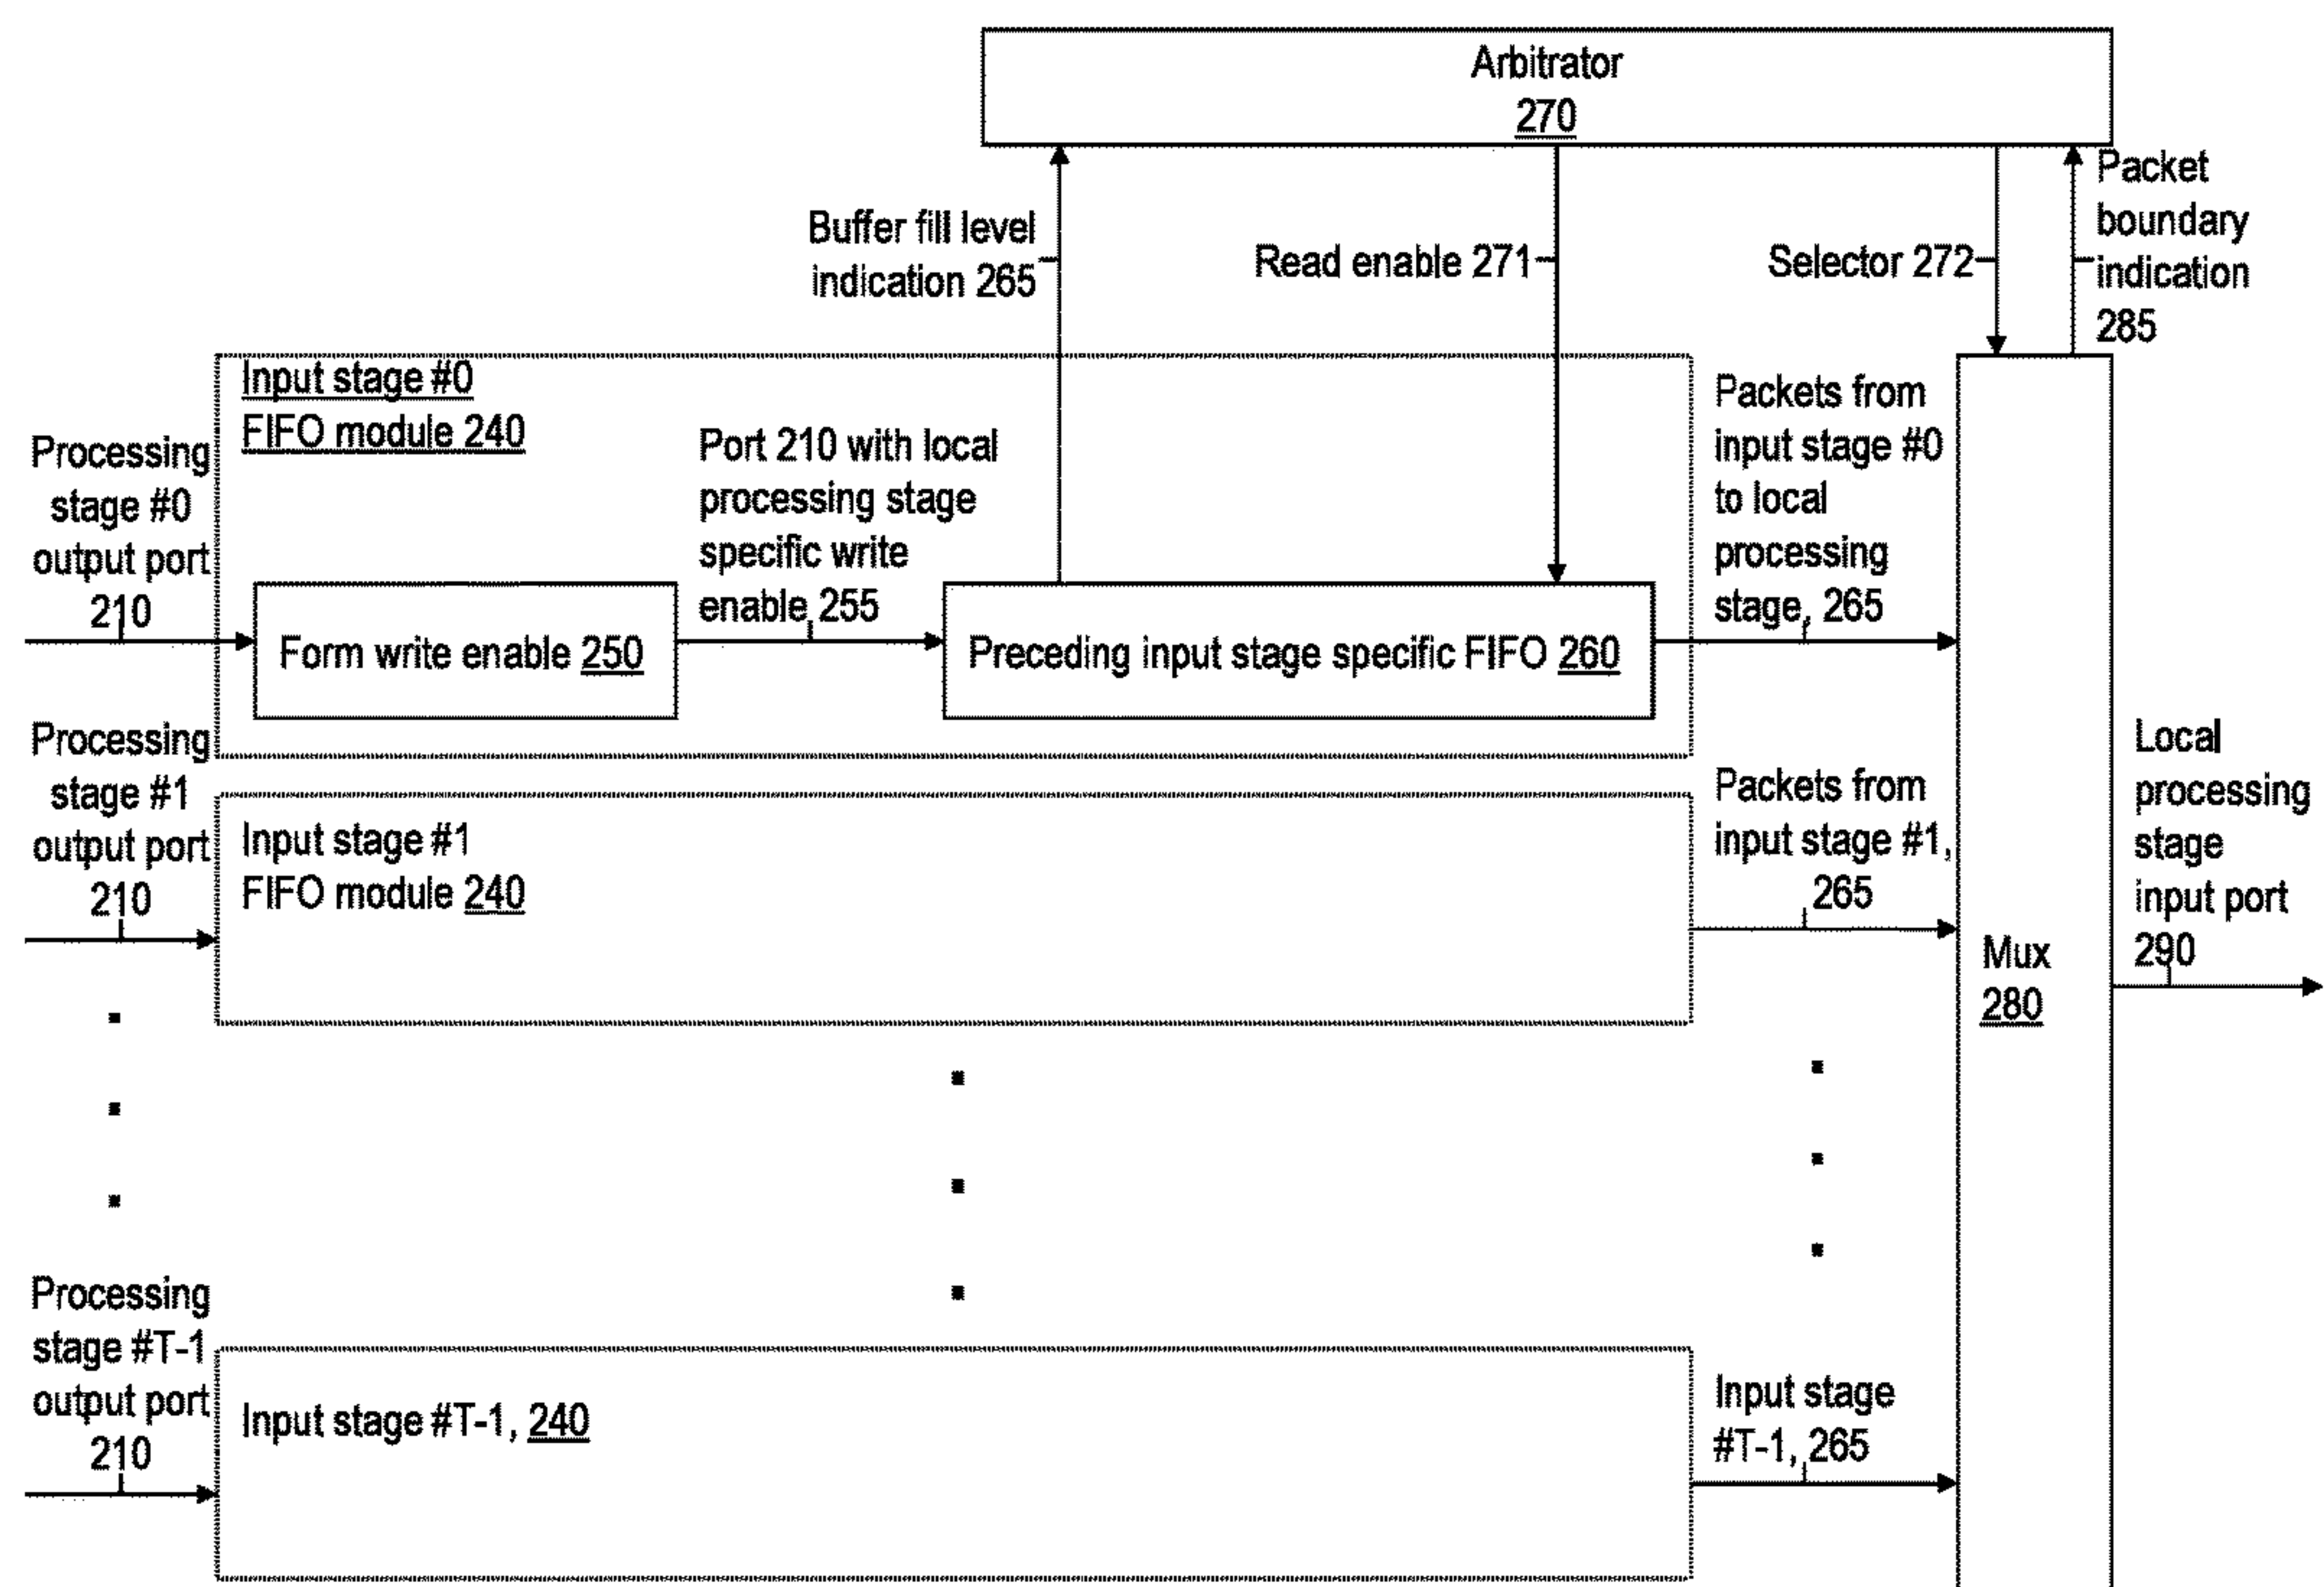 Arbitrator
270
Buffer fill level
indication 265
Read enable 271
Selector 272
Packet
boundary
indication
285
Input stage #0
FIFO module 240
Processing
stage #0
output port
210
Port 210 with local
processing stage
specific write
enable 255
Packets from
input stage #0
to local
processing
stage, 265
Form write enable 250
Preceding input stage specific FIFO 260
Processing
stage #1
output port
210
Input stage #1
FIFO module 240
Packets from
input stage #1,
265
Mux
280
Local
processing
stage
input port
290
Processing
stage #T-1
output port
210
Input stage #T-1, 240
Input stage
#T-1, 265